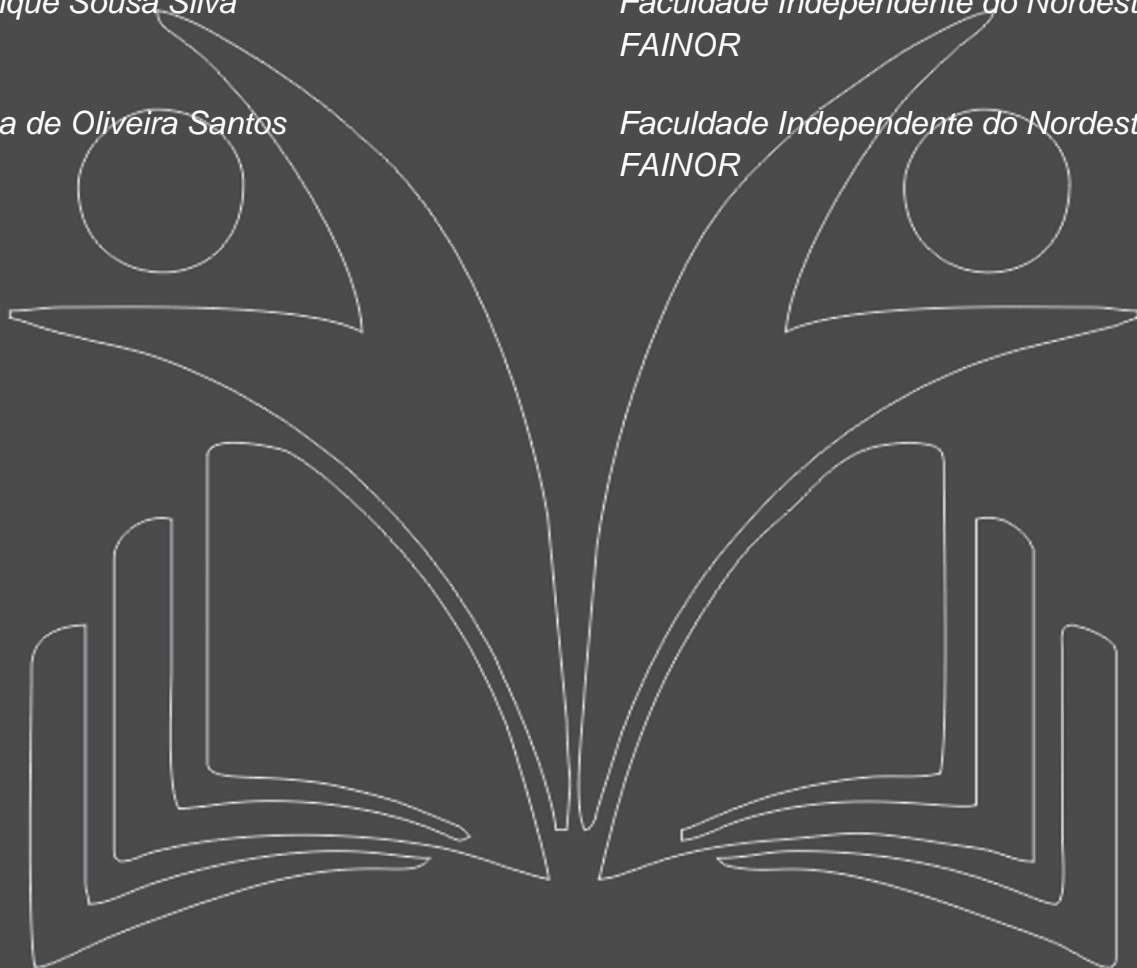 ique Sousa Silva
Faculdade Independente do Nordest
FAINOR
a de Oliveira Santos
Faculdade Independente do Nordest
FAINOR